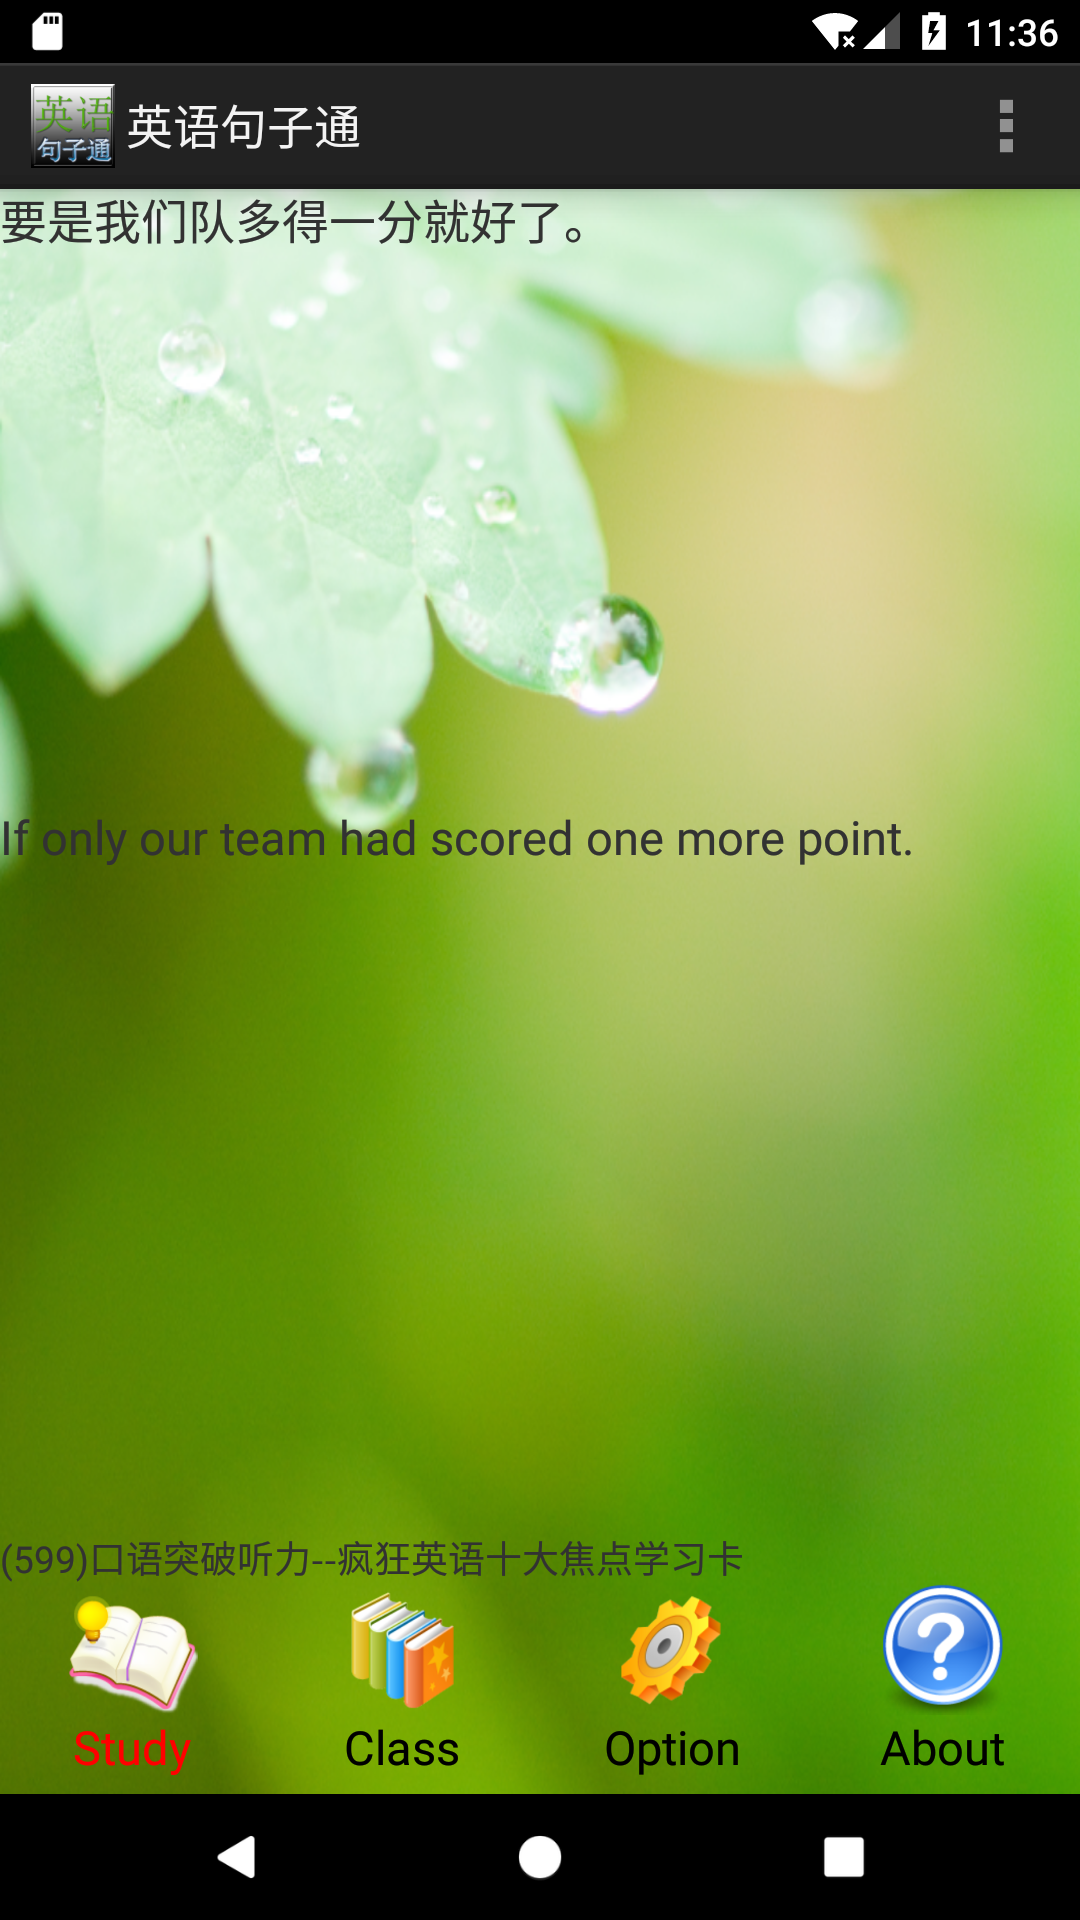 11:36
英语
句子通
英语句子通
要是我们队多得一分就好了。
If only our team had scored one more point.
(599)口语突破听力--疯狂英语十大焦点学习卡
Study
Class
Option
About